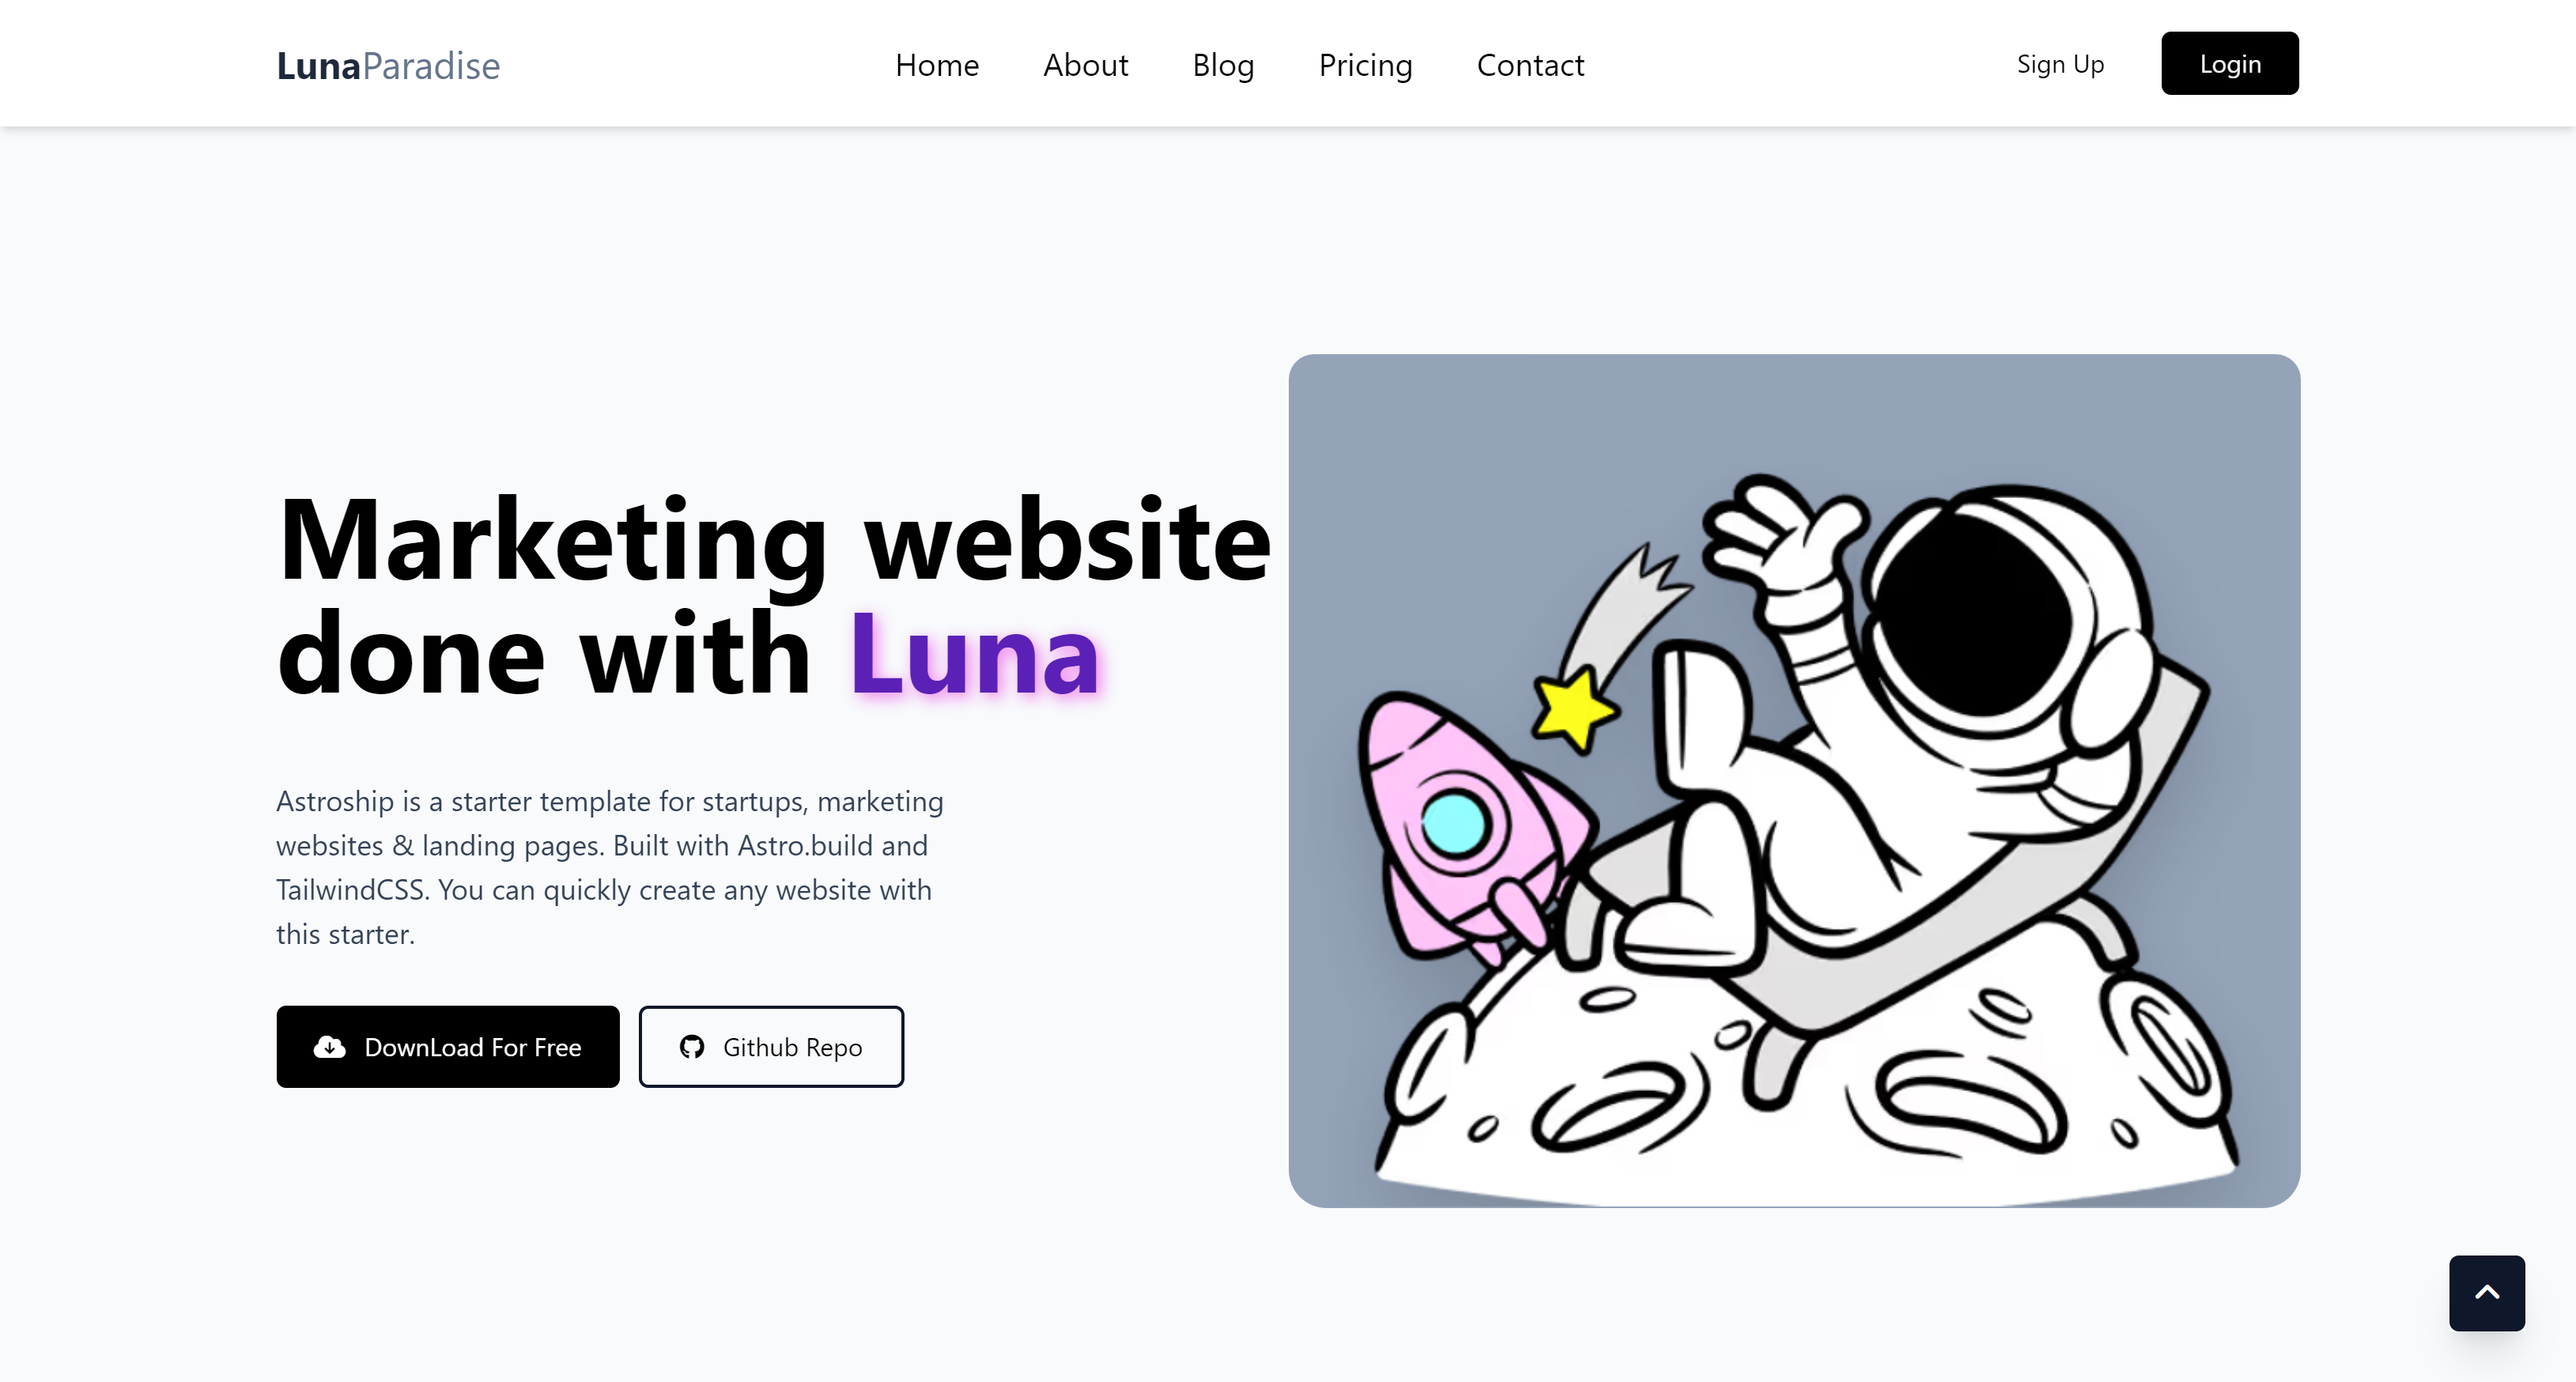 LunaParadise
Home About Blog Pricing Contact
Sign Up Login
Marketing website
done with Luna
Astroship is a starter template for startups, marketing
websites & landing pages. Built with Astro.build and
TailwindCSS. You can quickly create any website with
this starter.
DownLoad For Free Github Repo